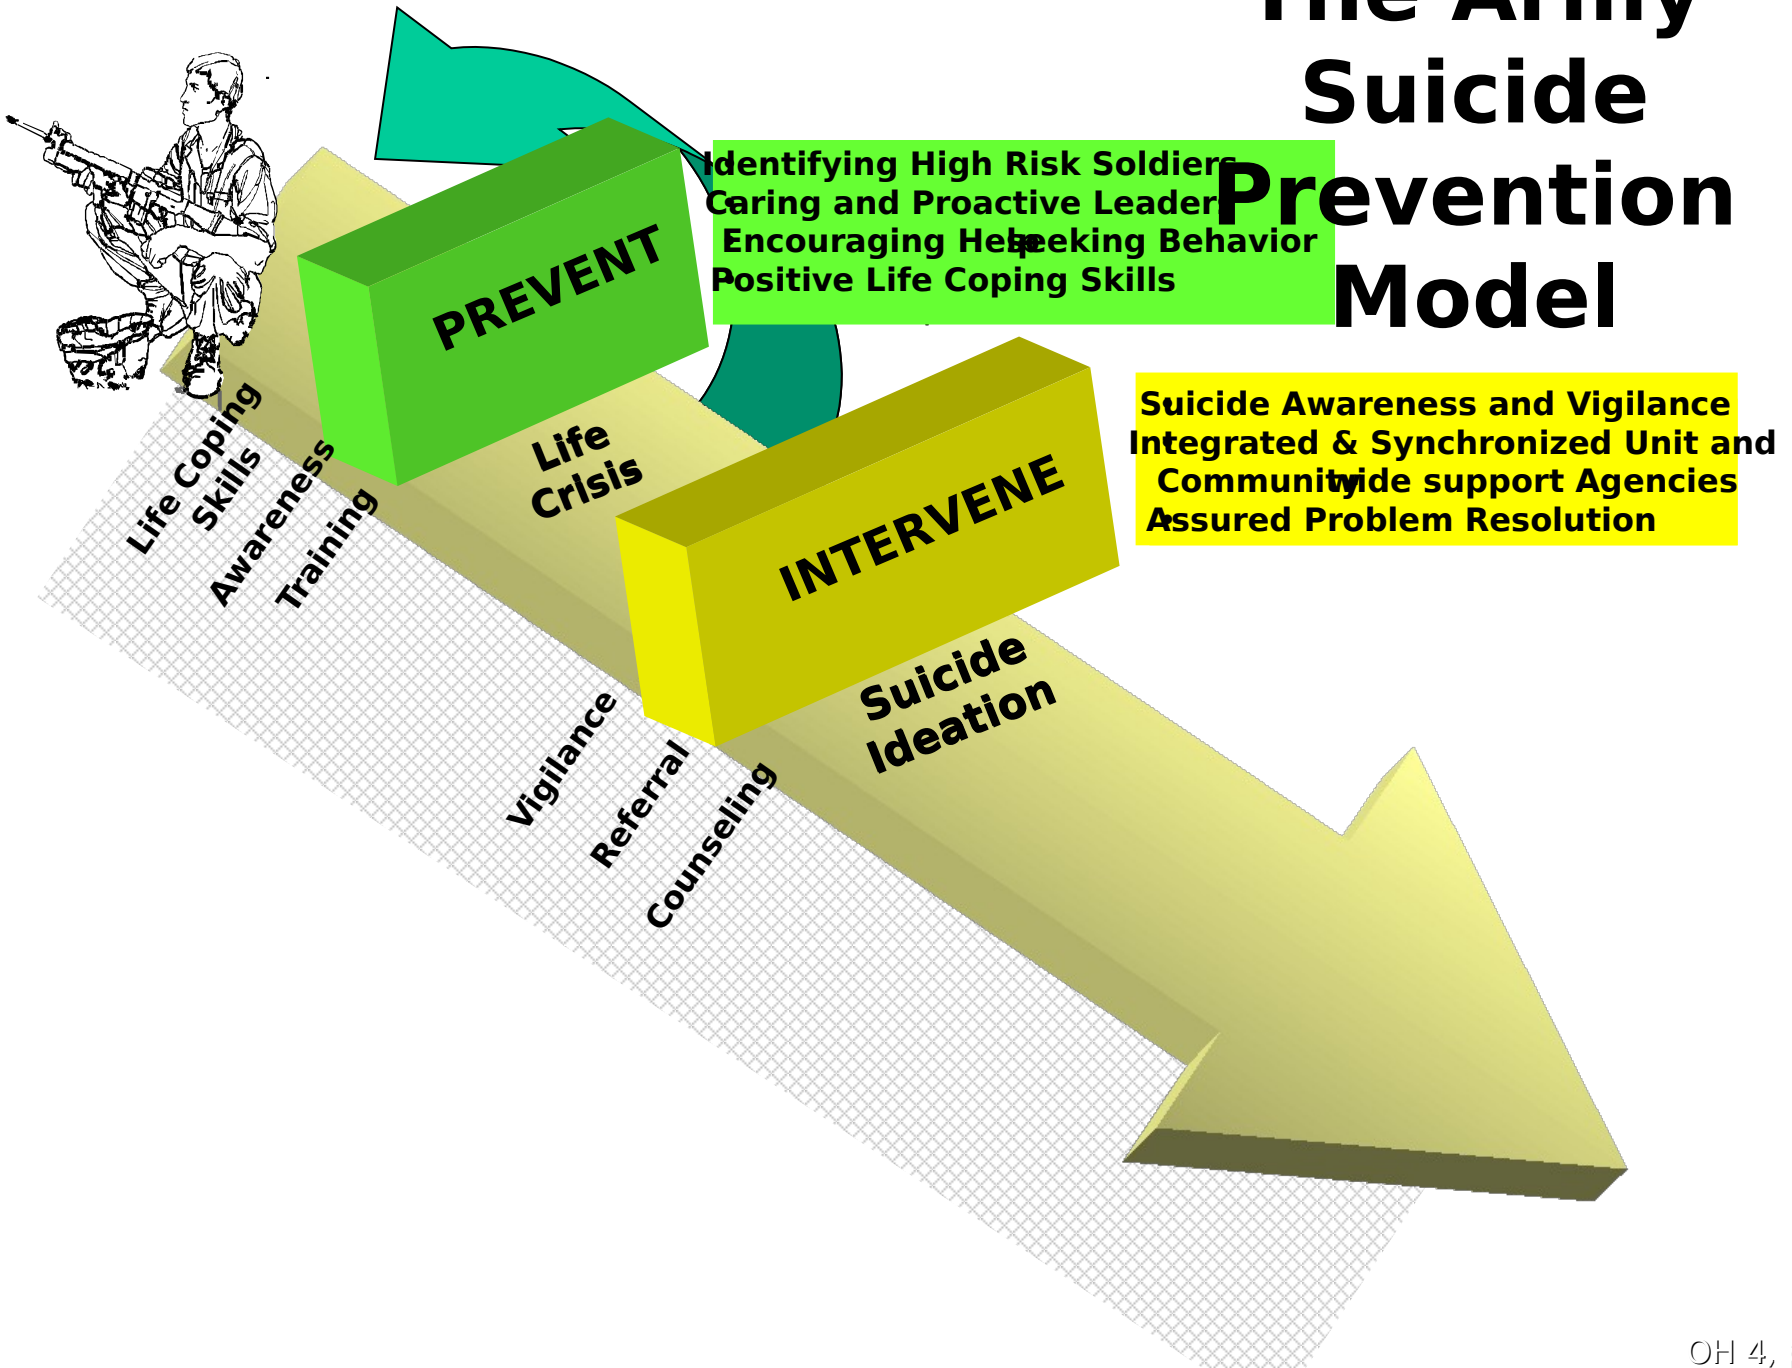 The Army
Suicide
Prevention
Model
• Identifying High Risk Soldiers
• Caring and Proactive Leaders
Encouraging Help seeking Behavior
• Positive Life Coping Skills
PREVENT
• Suicide Awareness and Vigilance
• Integrated & Synchronized Unit and
Community wide support Agencies
• Assured Problem Resolution
INTERVENE
Life Coping
Skills
Awareness
Training
Life
Crisis
Vigilance
Referral
Counseling
Suicide
Ideation
OH 4,